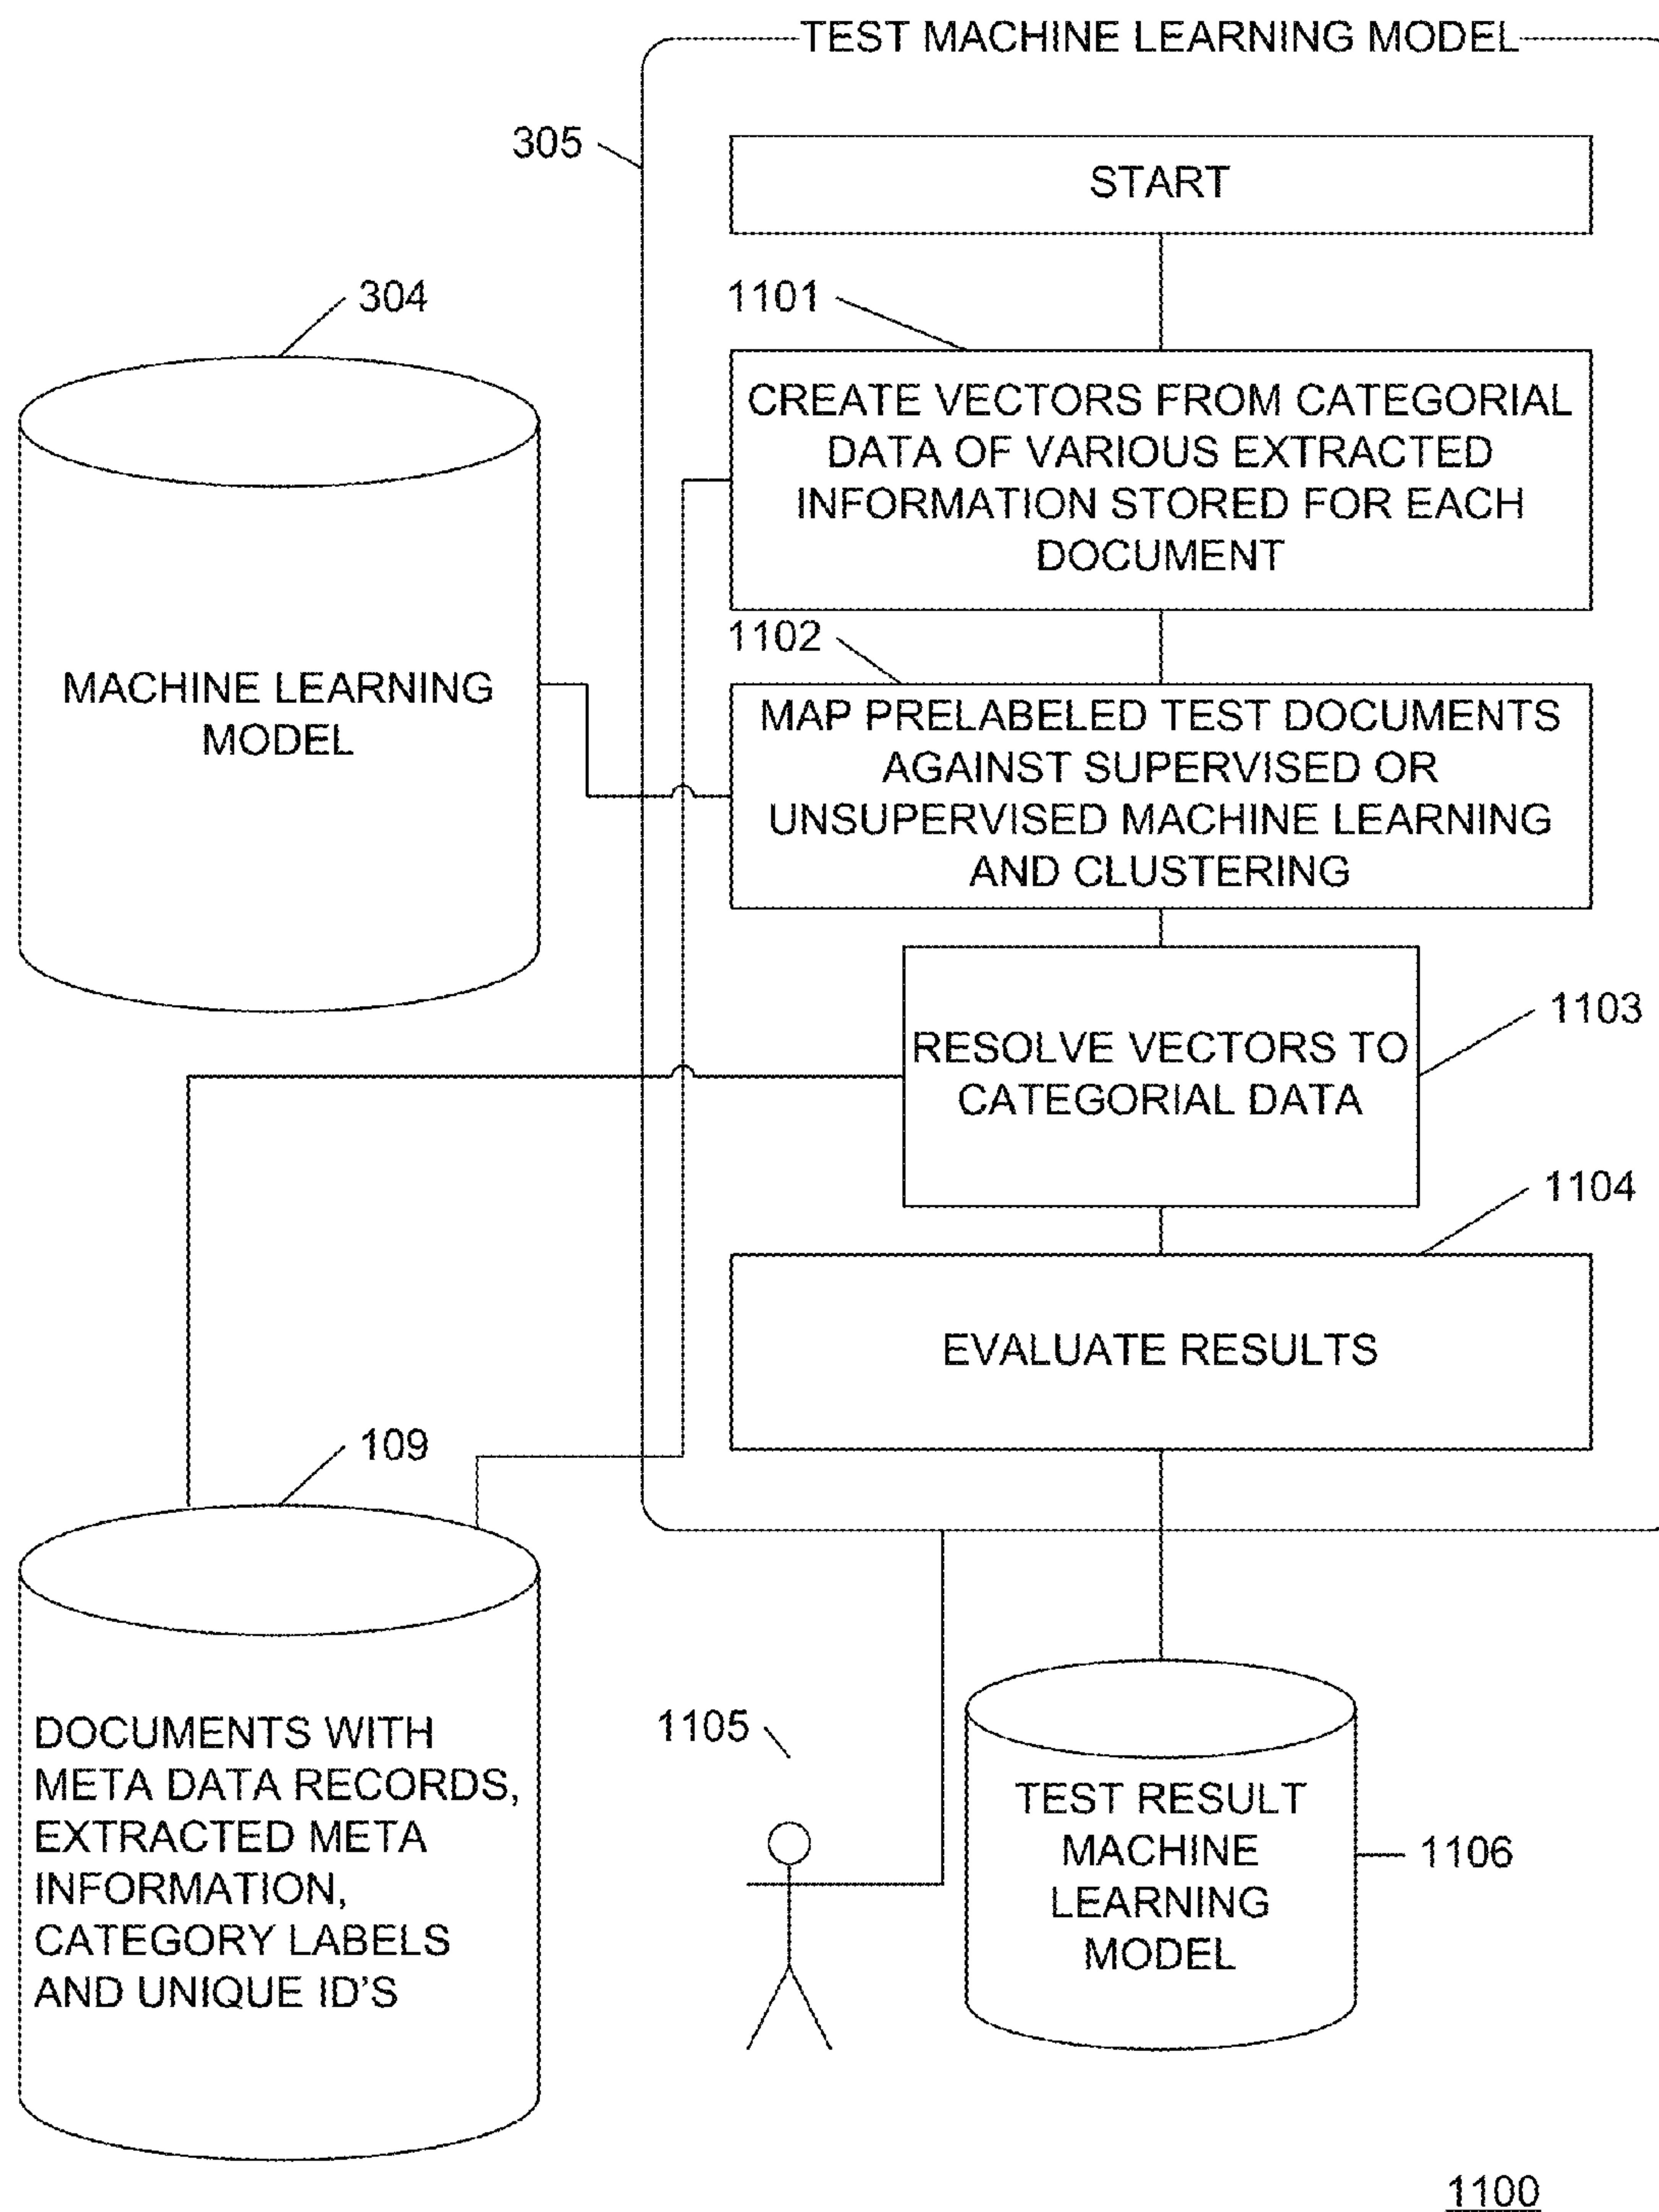 TEST MACHINE LEARNING MODEL
305
START
304
1101
CREATE VECTORS FROM CATEGORIAL
DATA OF VARIOUS EXTRACTED
INFORMATION STORED FOR EACH
DOCUMENT
1102
MACHINE LEARNING
MODEL
MAP PRELABELED TEST DOCUMENTS
AGAINST SUPERVISED OR
UNSUPERVISED MACHINE LEARNING
AND CLUSTERING
1103
RESOLVE VECTORS TO
CATEGORIAL DATA
1104
EVALUATE RESULTS
109
DOCUMENTS WITH
META DATA RECORDS,
EXTRACTED META
INFORMATION,
CATEGORY LABELS
AND UNIQUE ID'S
1105
TEST RESULT
MACHINE
LEARNING
MODEL
1106
1100